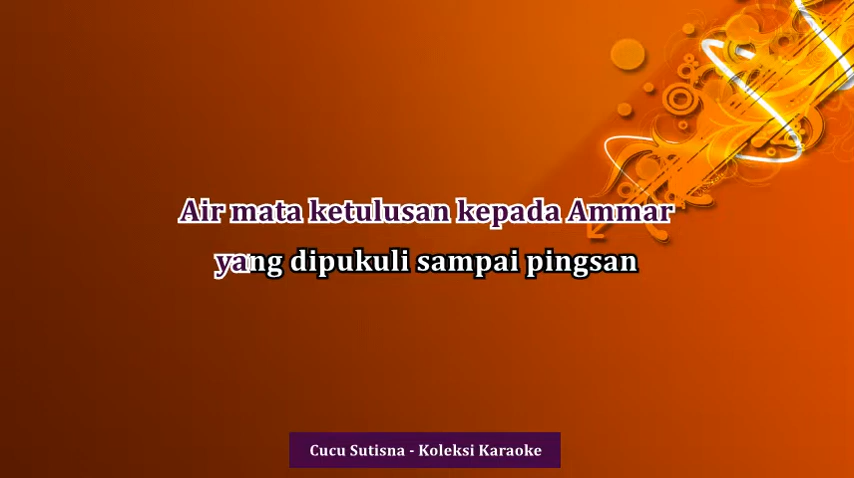 Air mata ketulusan kepada Ammar
yang dipukuli sampai pingsan
Cucu Sutisna - Koleksi Karaoke